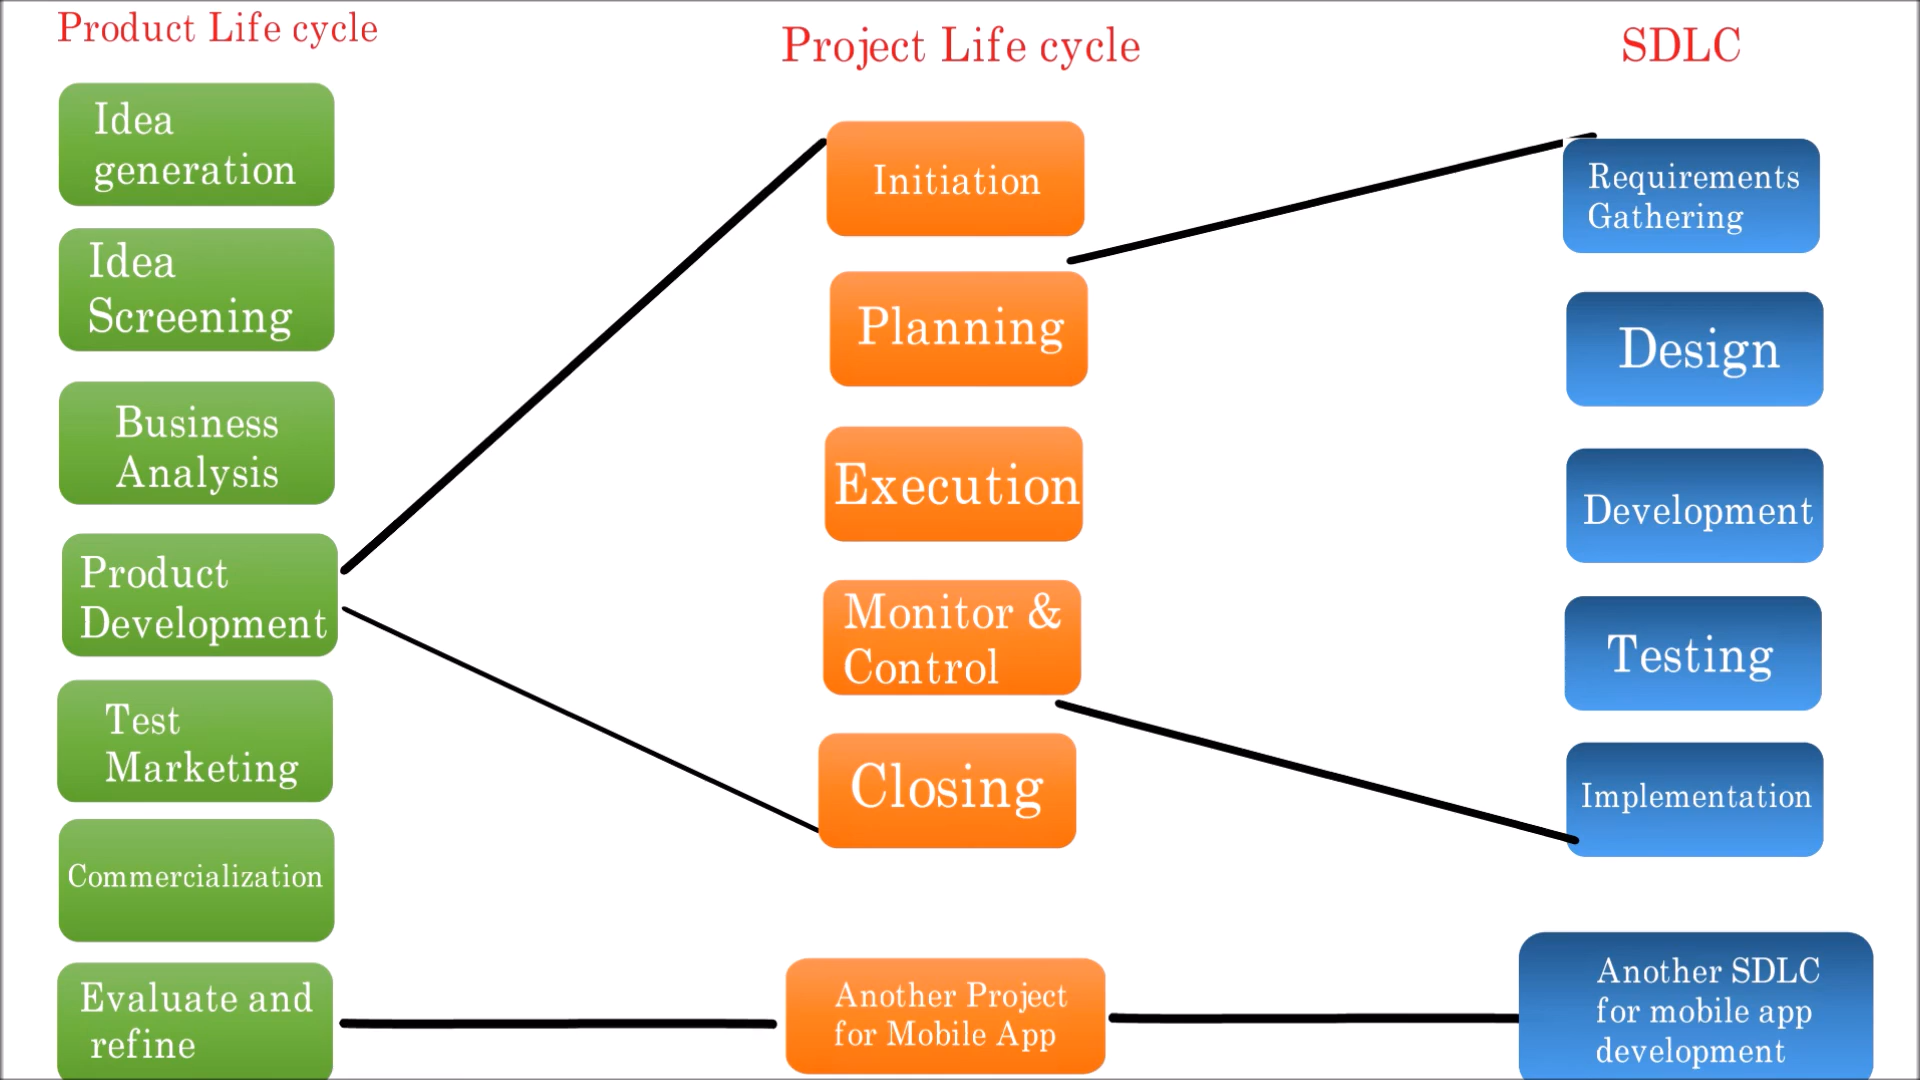 Product Life cycle
Idea
generation
Idea
Screening
Business
Analysis
Product
Development
Test
Marketing
Commercialization
Evaluate and
refine
Project Life cycle
Initiation
Planning
Execution
Monitor &
Control
Closing
Another Project
for Mobile App
SDLC
Requirements
Gathering
Design
Development
Testing
Implementation
Another SDLC
for mobile app
development